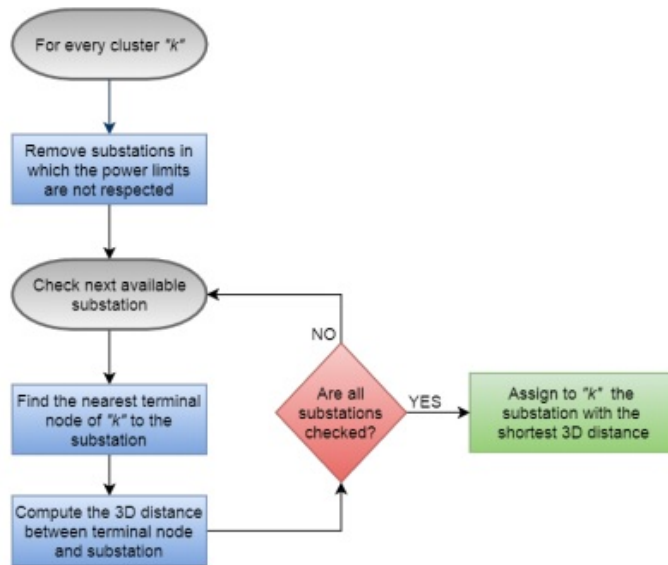 For every cluster "k"
Remove substations in
which the power limits
are not respected
Check next available
substation
NO
Find the nearest terminal
node of "k" to the
substation
Are all
substations
checked?
YES
Assign to "k" the
substation with the
shortest 3D distance
Compute the 3D distance
between terminal node
and substation